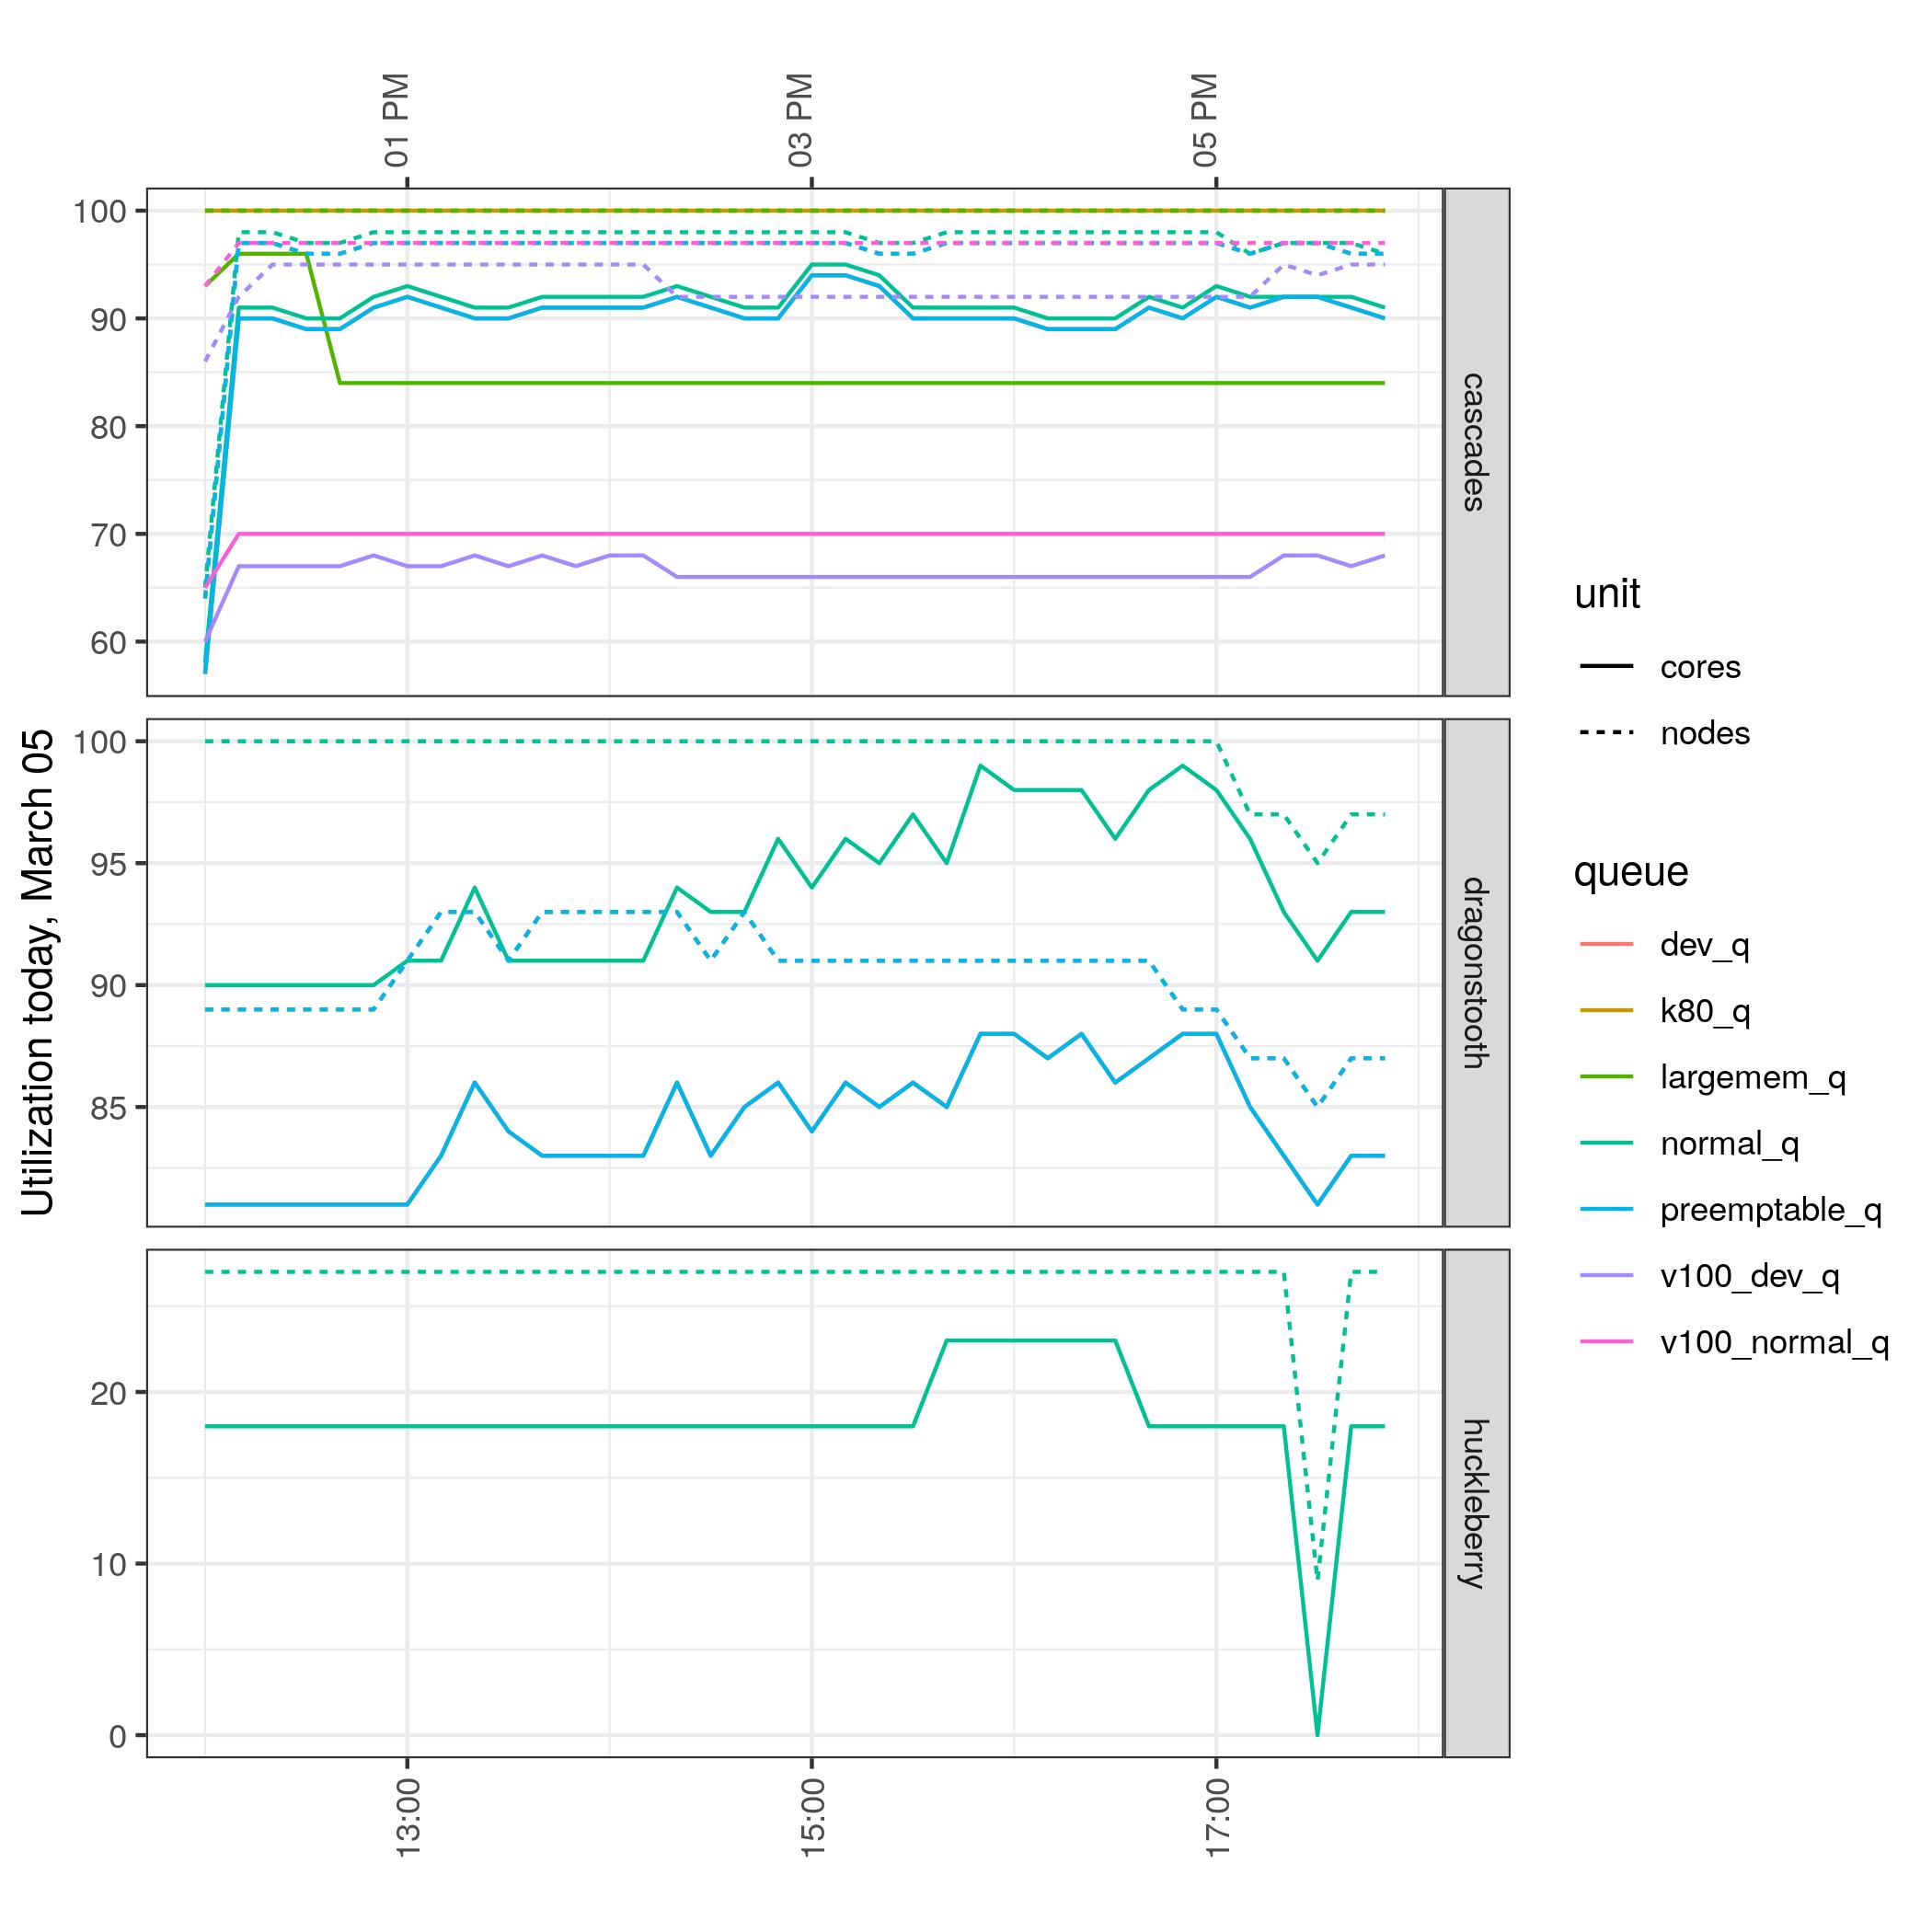 01 PM
03 PM
05 PM
100
90
80
70
60
cascades
Utilization today, March 05
100
95
90
85
dragonstooth
20
10
0
huckleberry
13:00
15:00
17:00
unit
cores
nodes
queue
dev_q
k80_q
largemem_q
normal_q
preemptable_q
v100_dev_q
v100_normal_q